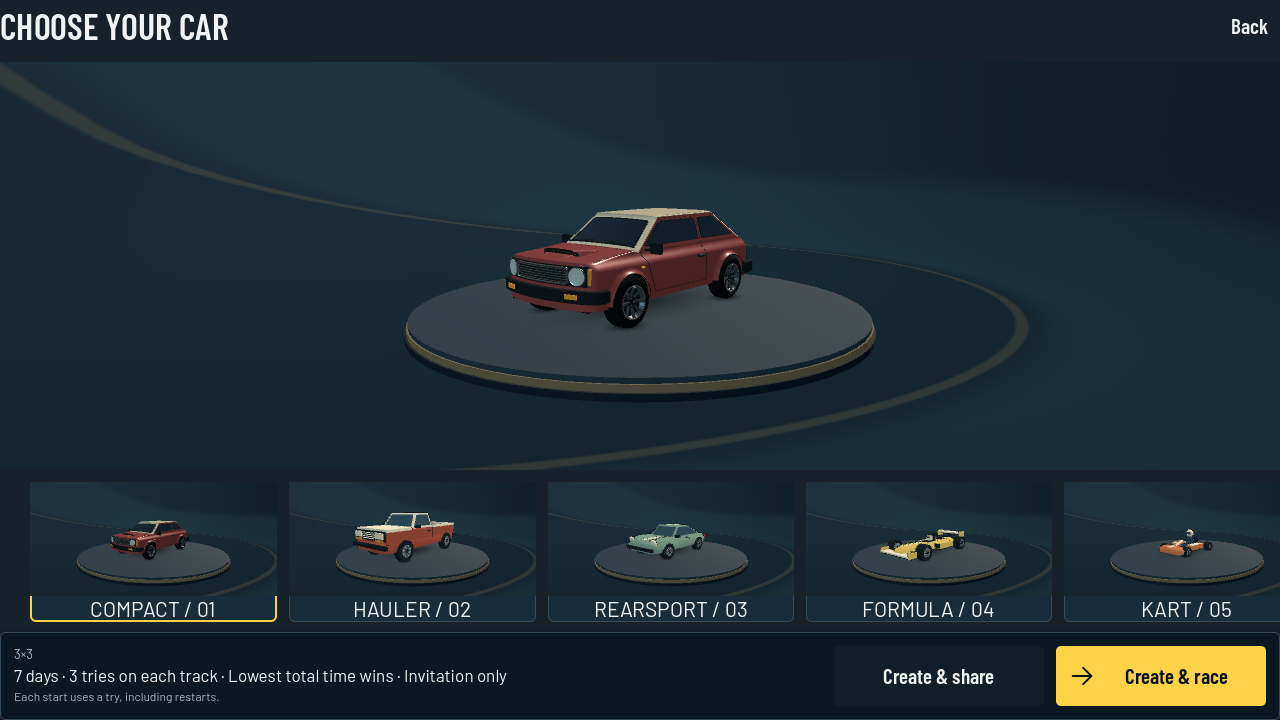 CHOOSE YOUR CAR
Back
COMPACT / 01
HAULER / 02
REARSPORT / 03
FORMULA / 04
KART / 05
3×3
7 days · 3 tries on each track · Lowest total time wins · Invitation only
Each start uses a try, including restarts.
Create & share
Create & race